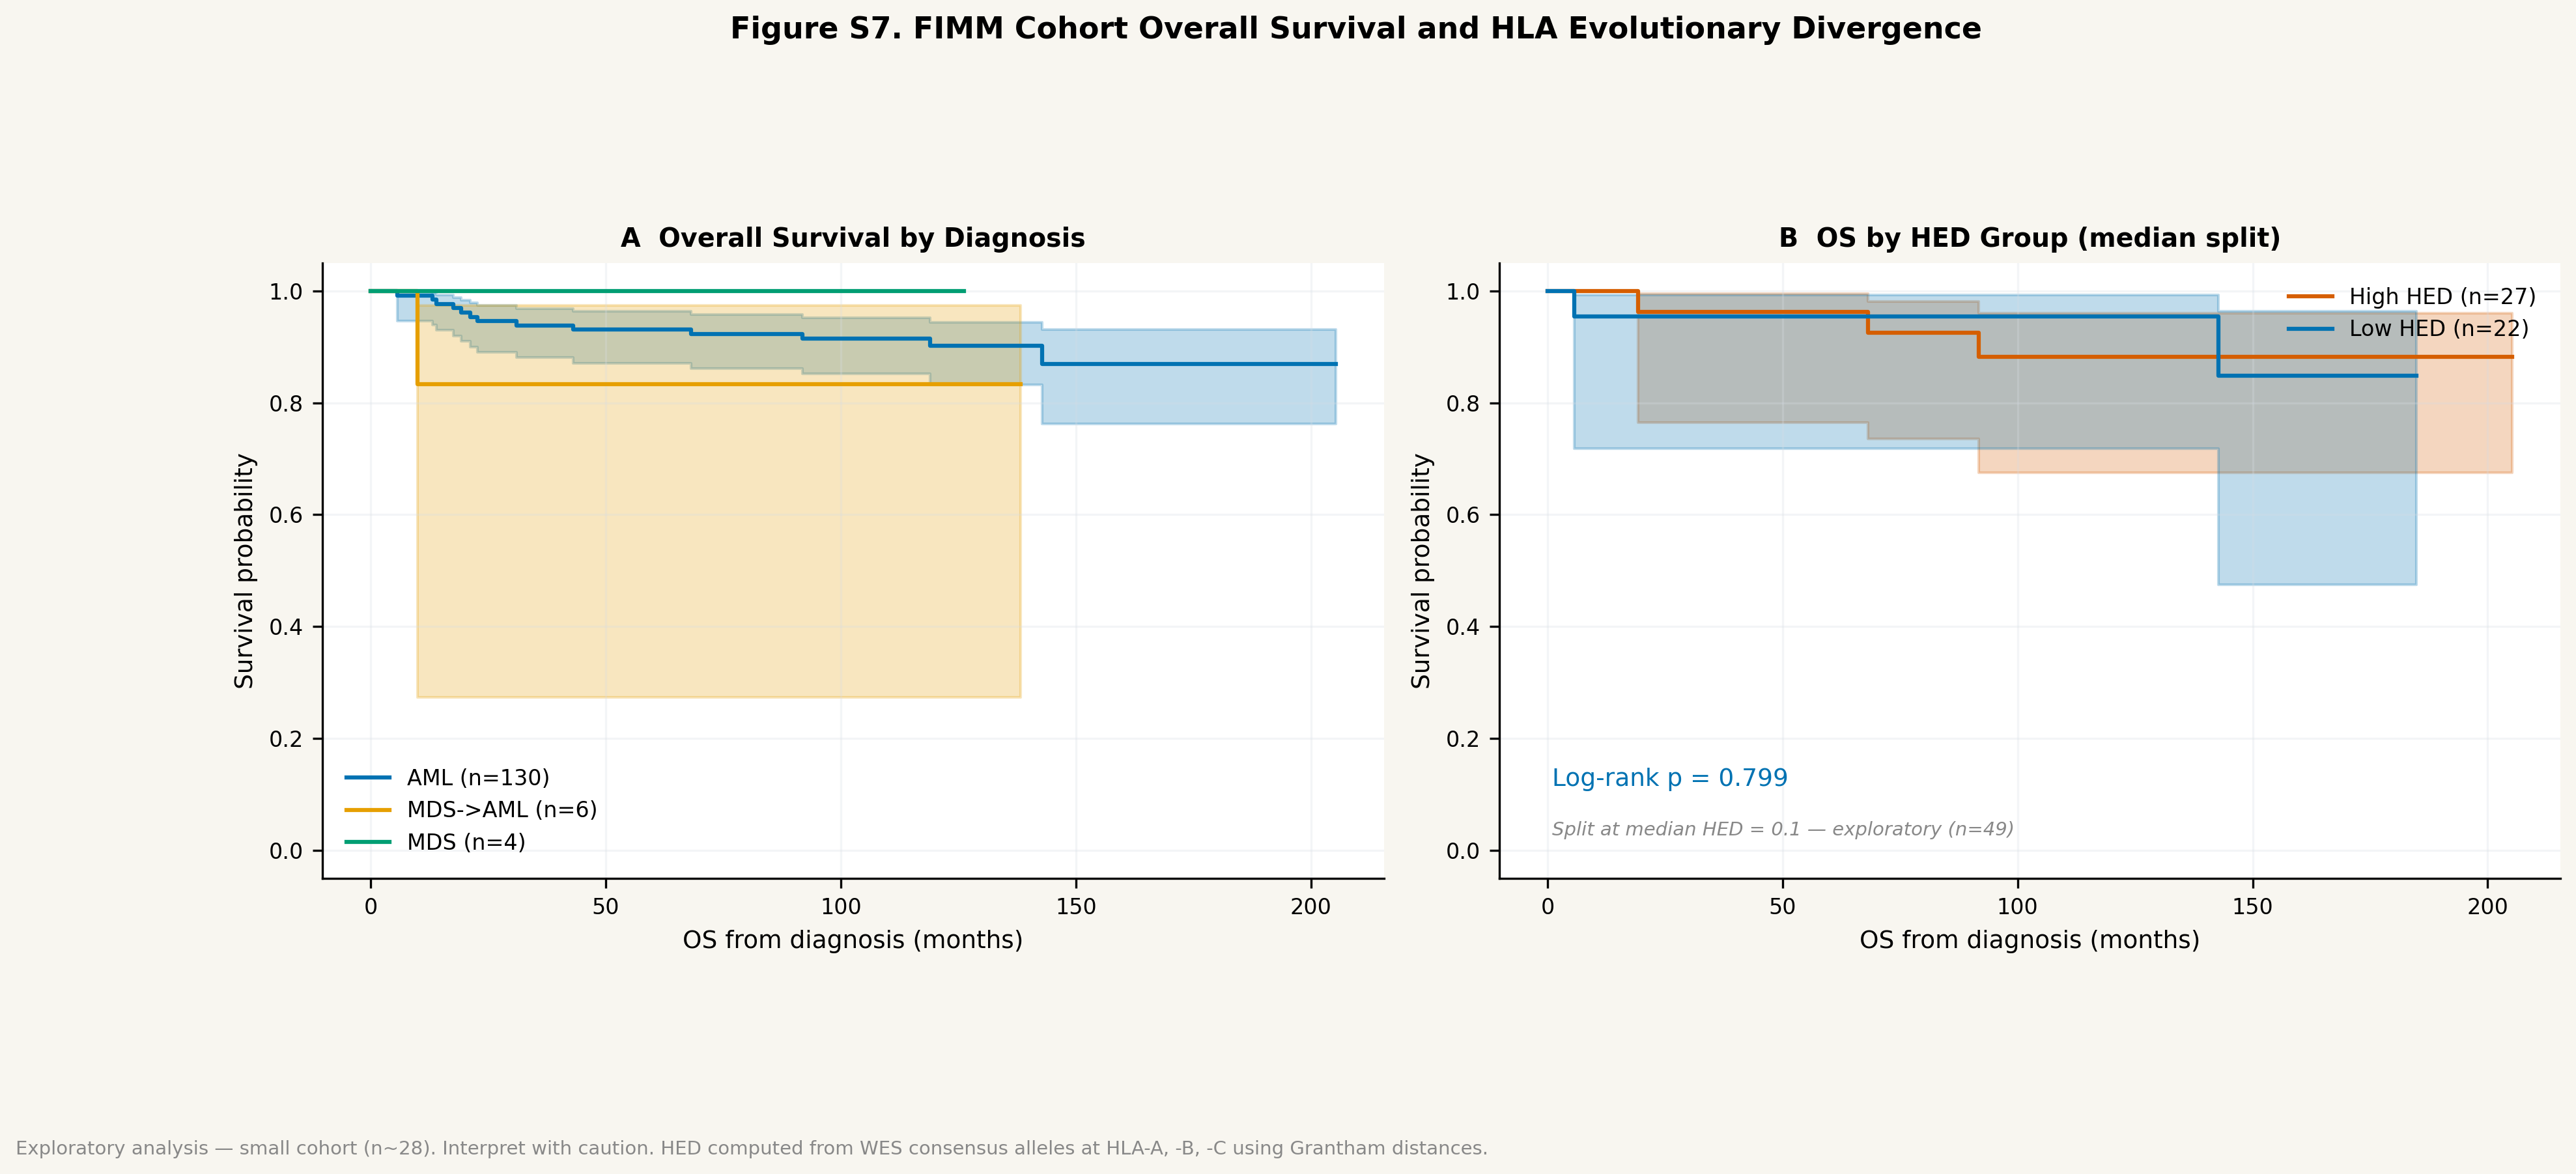 Figure S7. FIMM Cohort Overall Survival and HLA Evolutionary Divergence
A  Overall Survival by Diagnosis
Survival probability
1.0
0.8
0.6
0.4
0.2
0.0
AML (n=130)
MDS->AML (n=6)
MDS (n=4)
0 50 100 150 200
OS from diagnosis (months)
B  OS by HED Group (median split)
Survival probability
1.0
0.8
0.6
0.4
0.2
0.0
High HED (n=27)
Low HED (n=22)
Log-rank p = 0.799
Split at median HED = 0.1 — exploratory (n=49)
0 50 100 150 200
OS from diagnosis (months)
Exploratory analysis — small cohort (n~28). Interpret with caution. HED computed from WES consensus alleles at HLA-A, -B, -C using Grantham distances.